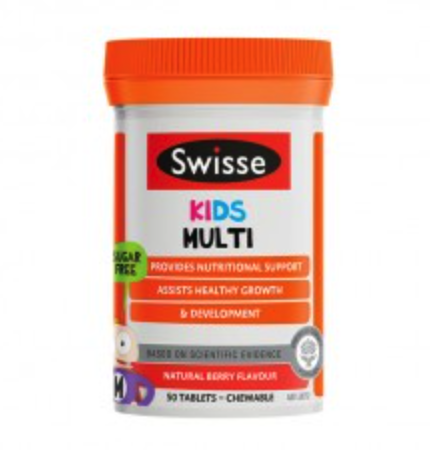 Swisse
KIDS
MULTI
SUGAR
FREE
PROVIDES NUTRITIONAL SUPPORT
ASSISTS HEALTHY GROWTH
& DEVELOPMENT
BASED ON SCIENTIFIC EVIDENCE
NATURAL BERRY FLAVOUR
50 TABLETS – CHEWABLE